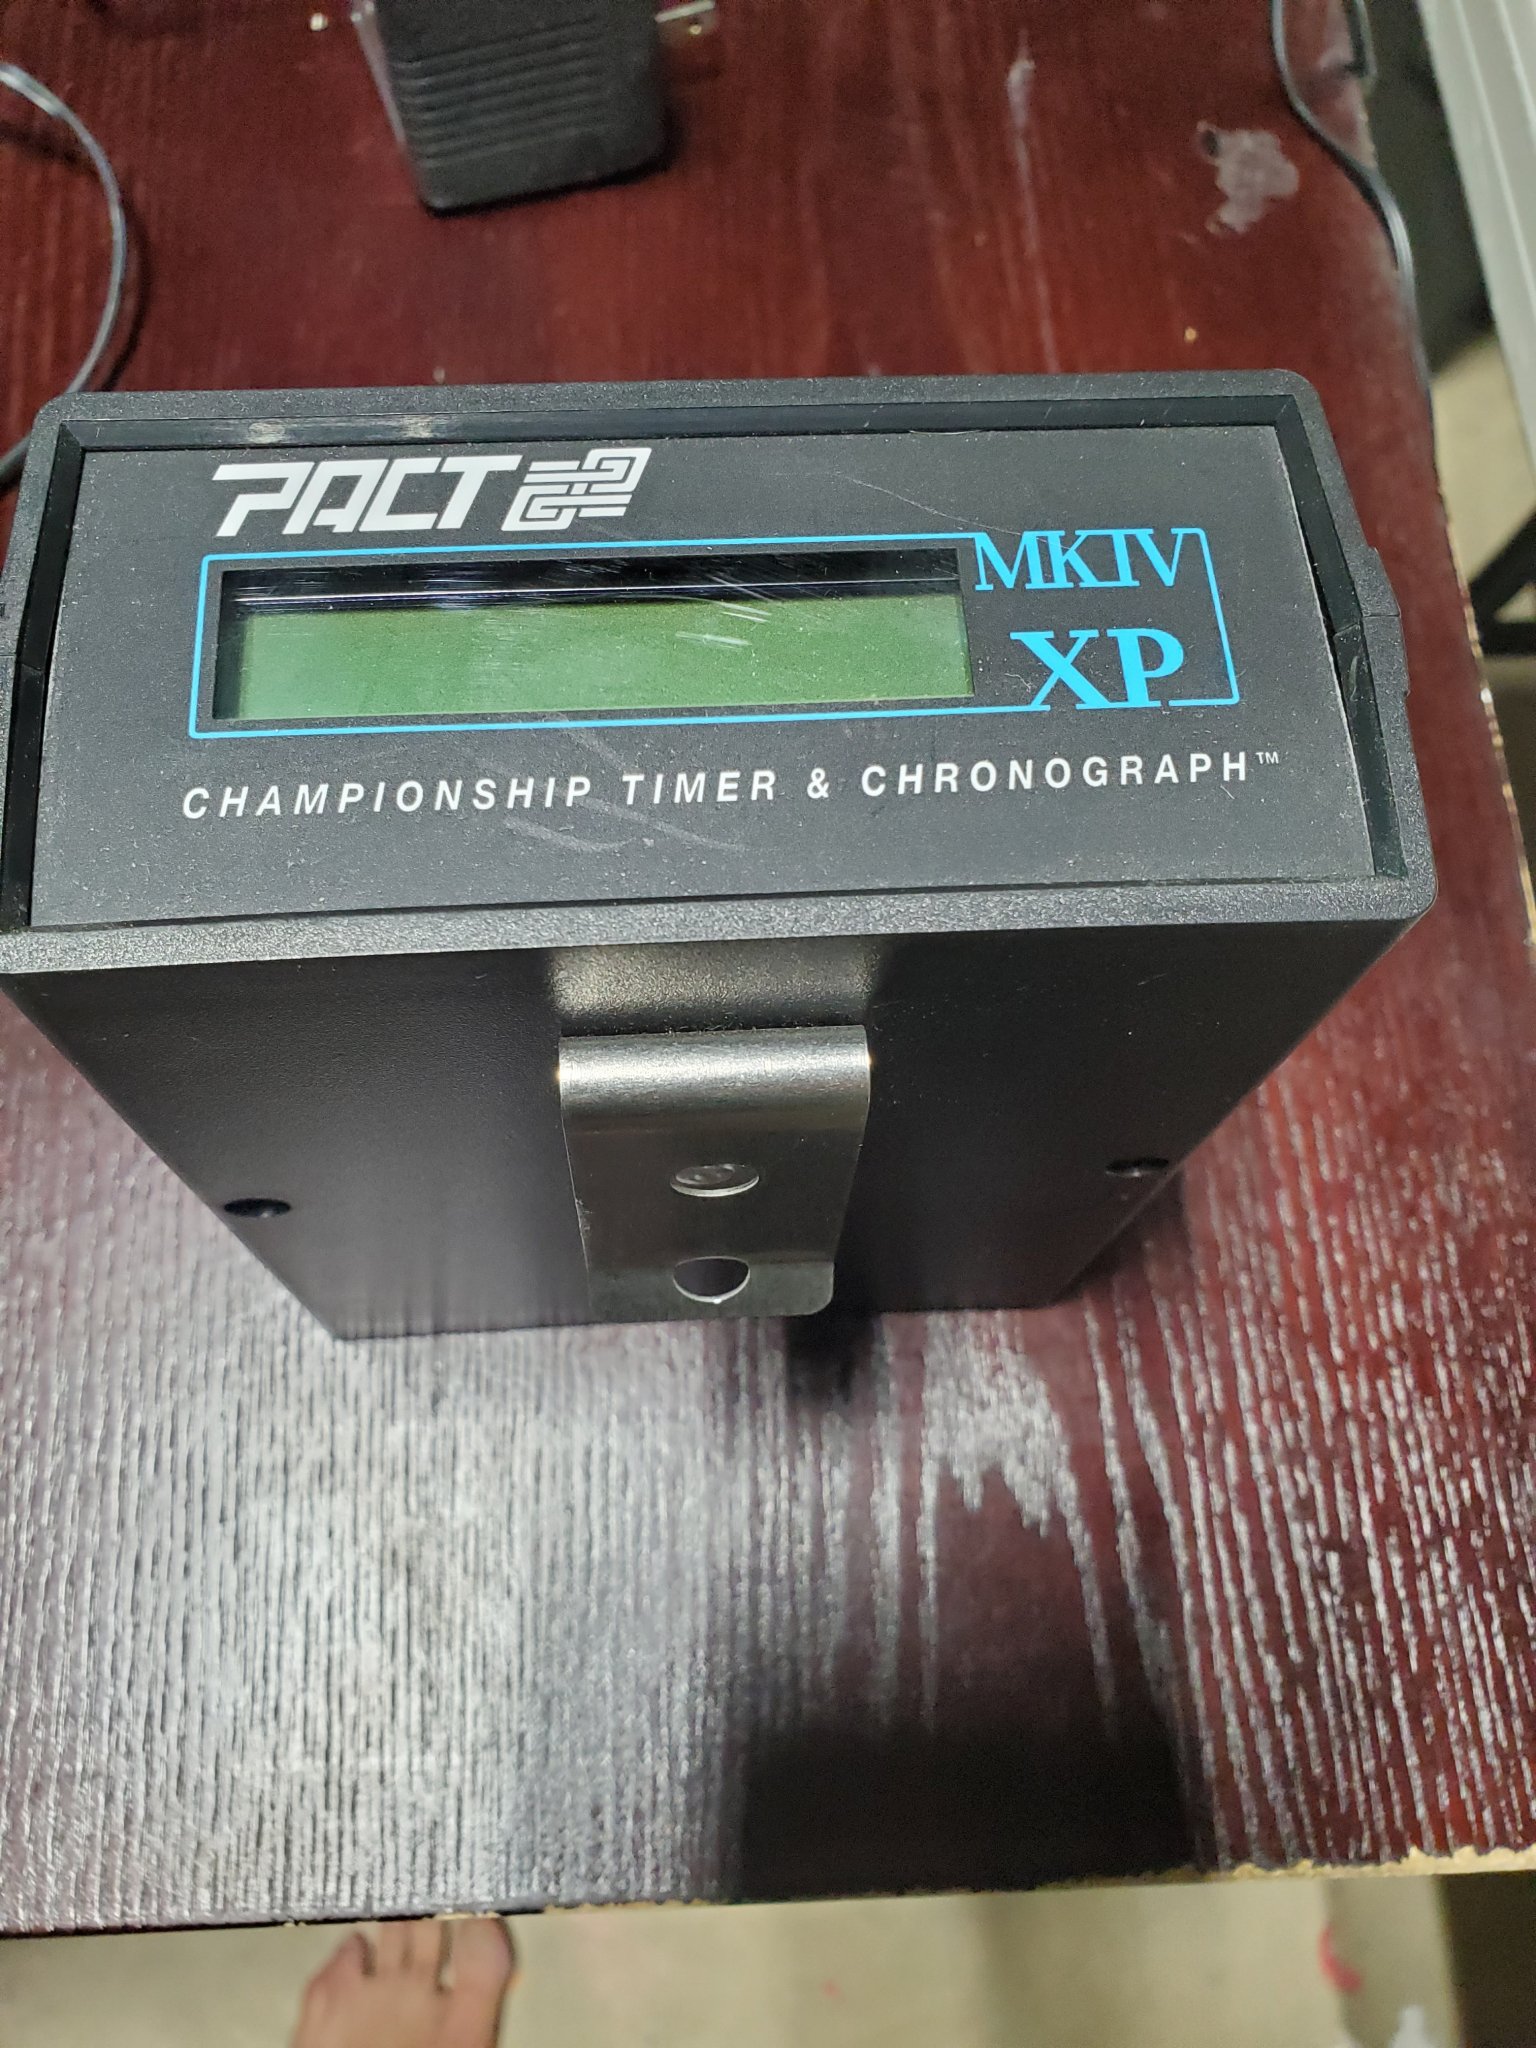 PACT
MKIV
XP
CHAMPIONSHIP TIMER & CHRONOGRAPH™